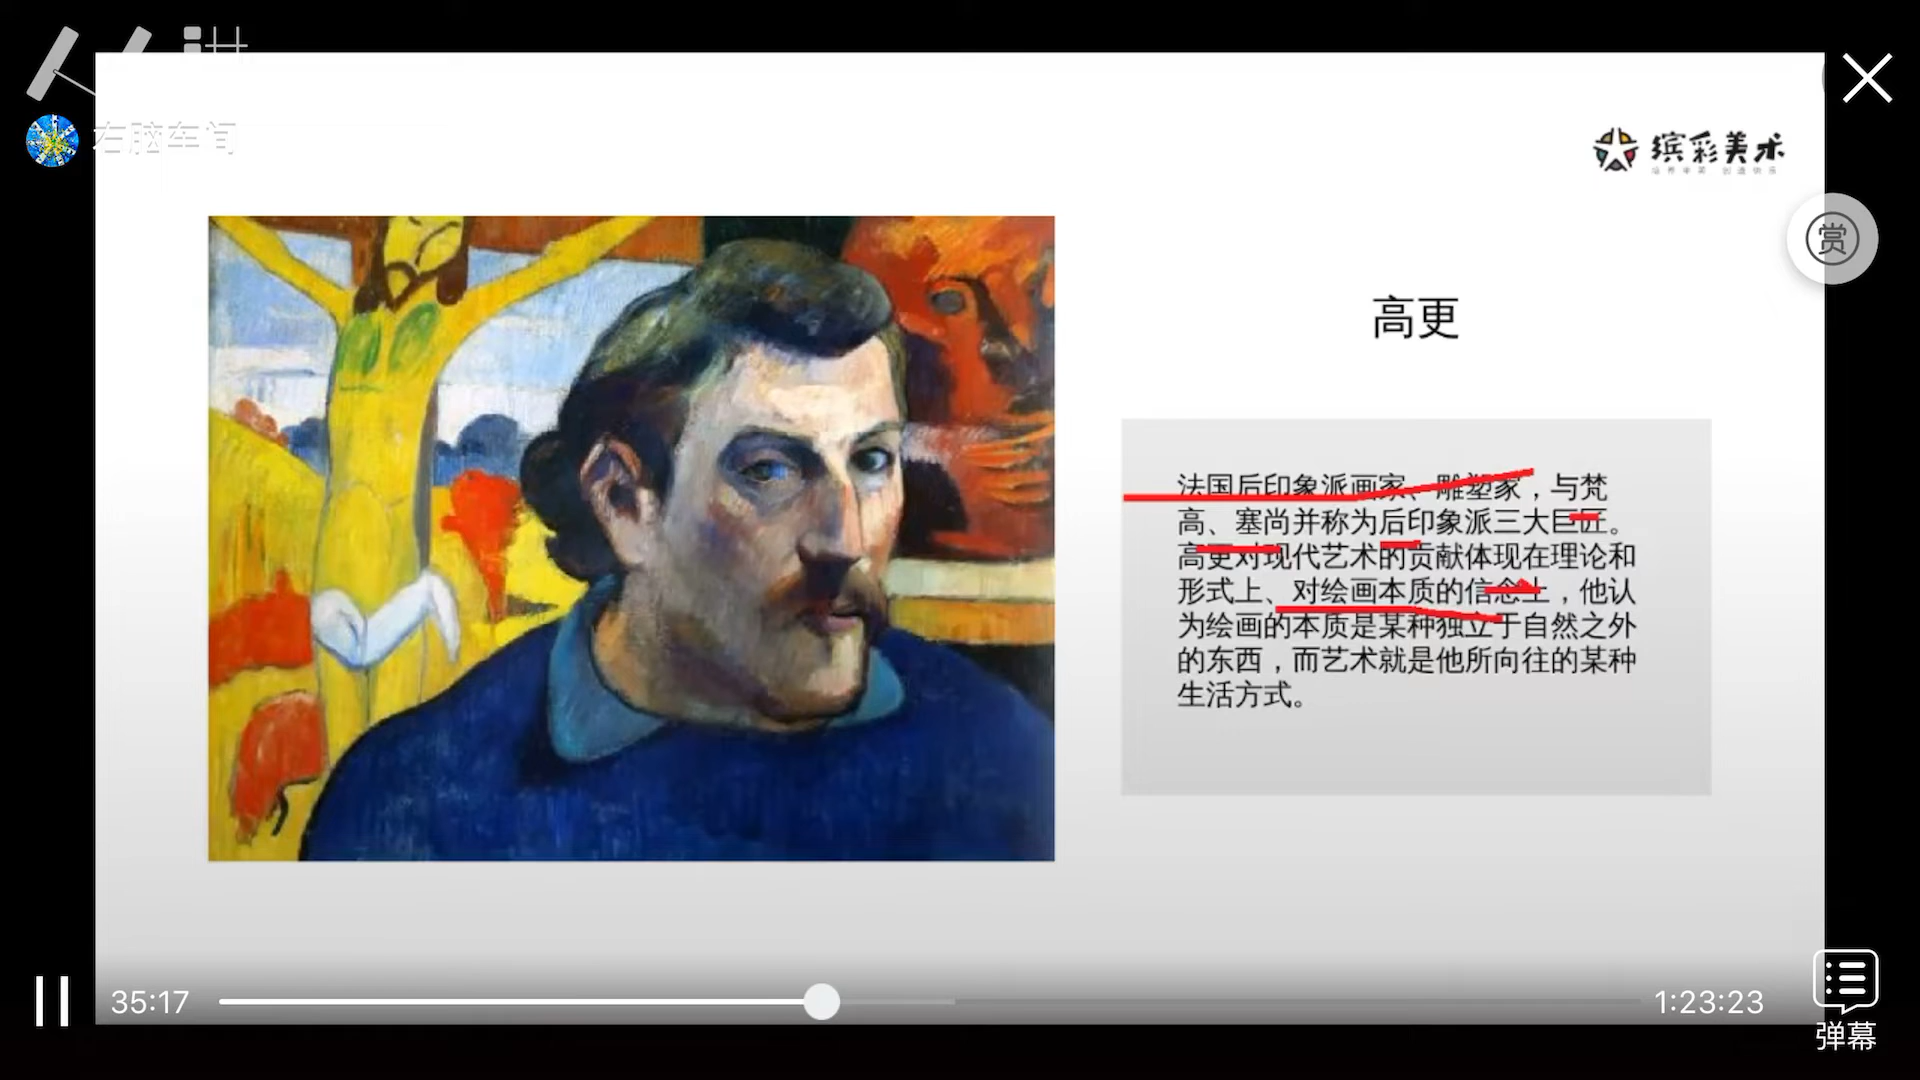 右脑车间
缤彩美术
赏
高更
法国后印象派画家、雕塑家，与梵
高、塞尚并称为后印象派三大巨匠。
高更对现代艺术的贡献体现在理论和
形式上、对绘画本质的信念上，他认
为绘画的本质是某种独立于自然之外
的东西，而艺术就是他所向往的某种
生活方式。
35:17
1:23:23
弹幕